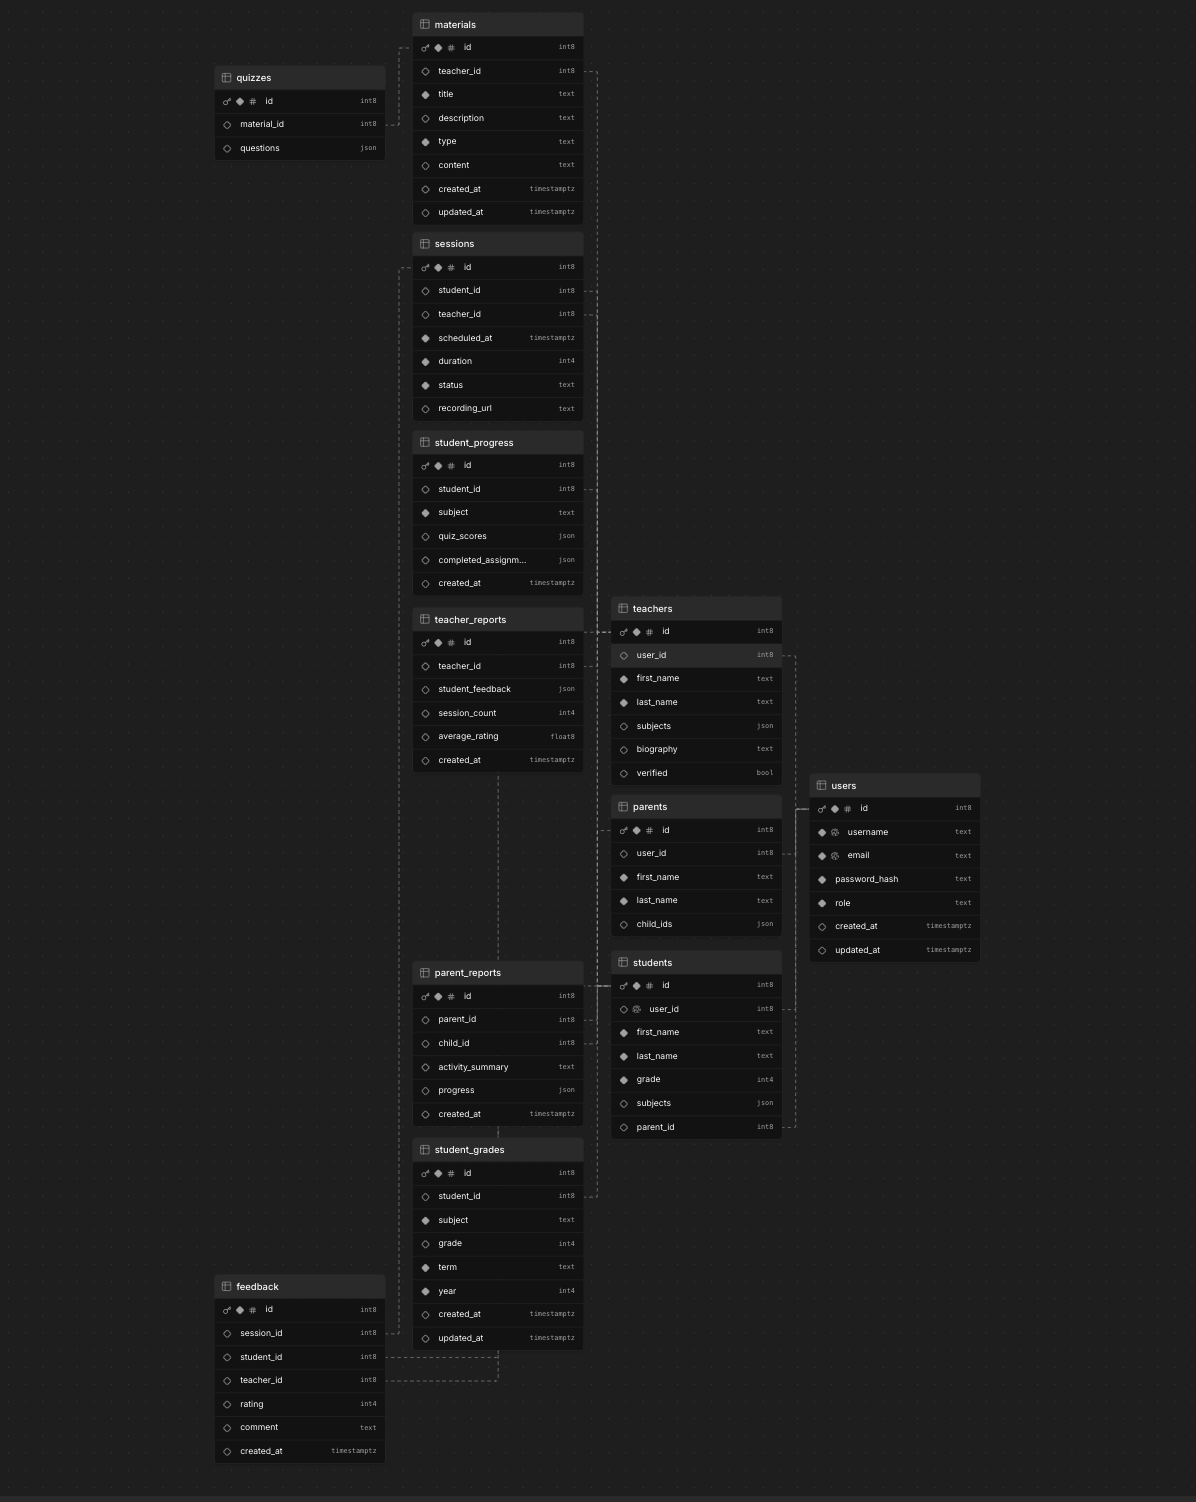 materials
id int8
teacher_id int8
title text
description text
type text
content text
created_at timestamptz
updated_at timestamptz
quizzes
id int8
material_id int8
questions json
sessions
id int8
student_id int8
teacher_id int8
scheduled_at timestamptz
duration int4
status text
recording_url text
student_progress
id int8
student_id int8
subject text
quiz_scores json
completed_assignm... json
created_at timestamptz
teacher_reports
id int8
teacher_id int8
student_feedback json
session_count int4
average_rating float8
created_at timestamptz
teachers
id int8
user_id int8
first_name text
last_name text
subjects json
biography text
verified bool
parents
id int8
user_id int8
first_name text
last_name text
child_ids json
users
id int8
username text
email text
password_hash text
role text
created_at timestamptz
updated_at timestamptz
parent_reports
id int8
parent_id int8
child_id int8
activity_summary text
progress json
created_at timestamptz
students
id int8
user_id int8
first_name text
last_name text
grade int4
subjects json
parent_id int8
student_grades
id int8
student_id int8
subject text
grade int4
term text
year int4
created_at timestamptz
updated_at timestamptz
feedback
id int8
session_id int8
student_id int8
teacher_id int8
rating int4
comment text
created_at timestamptz